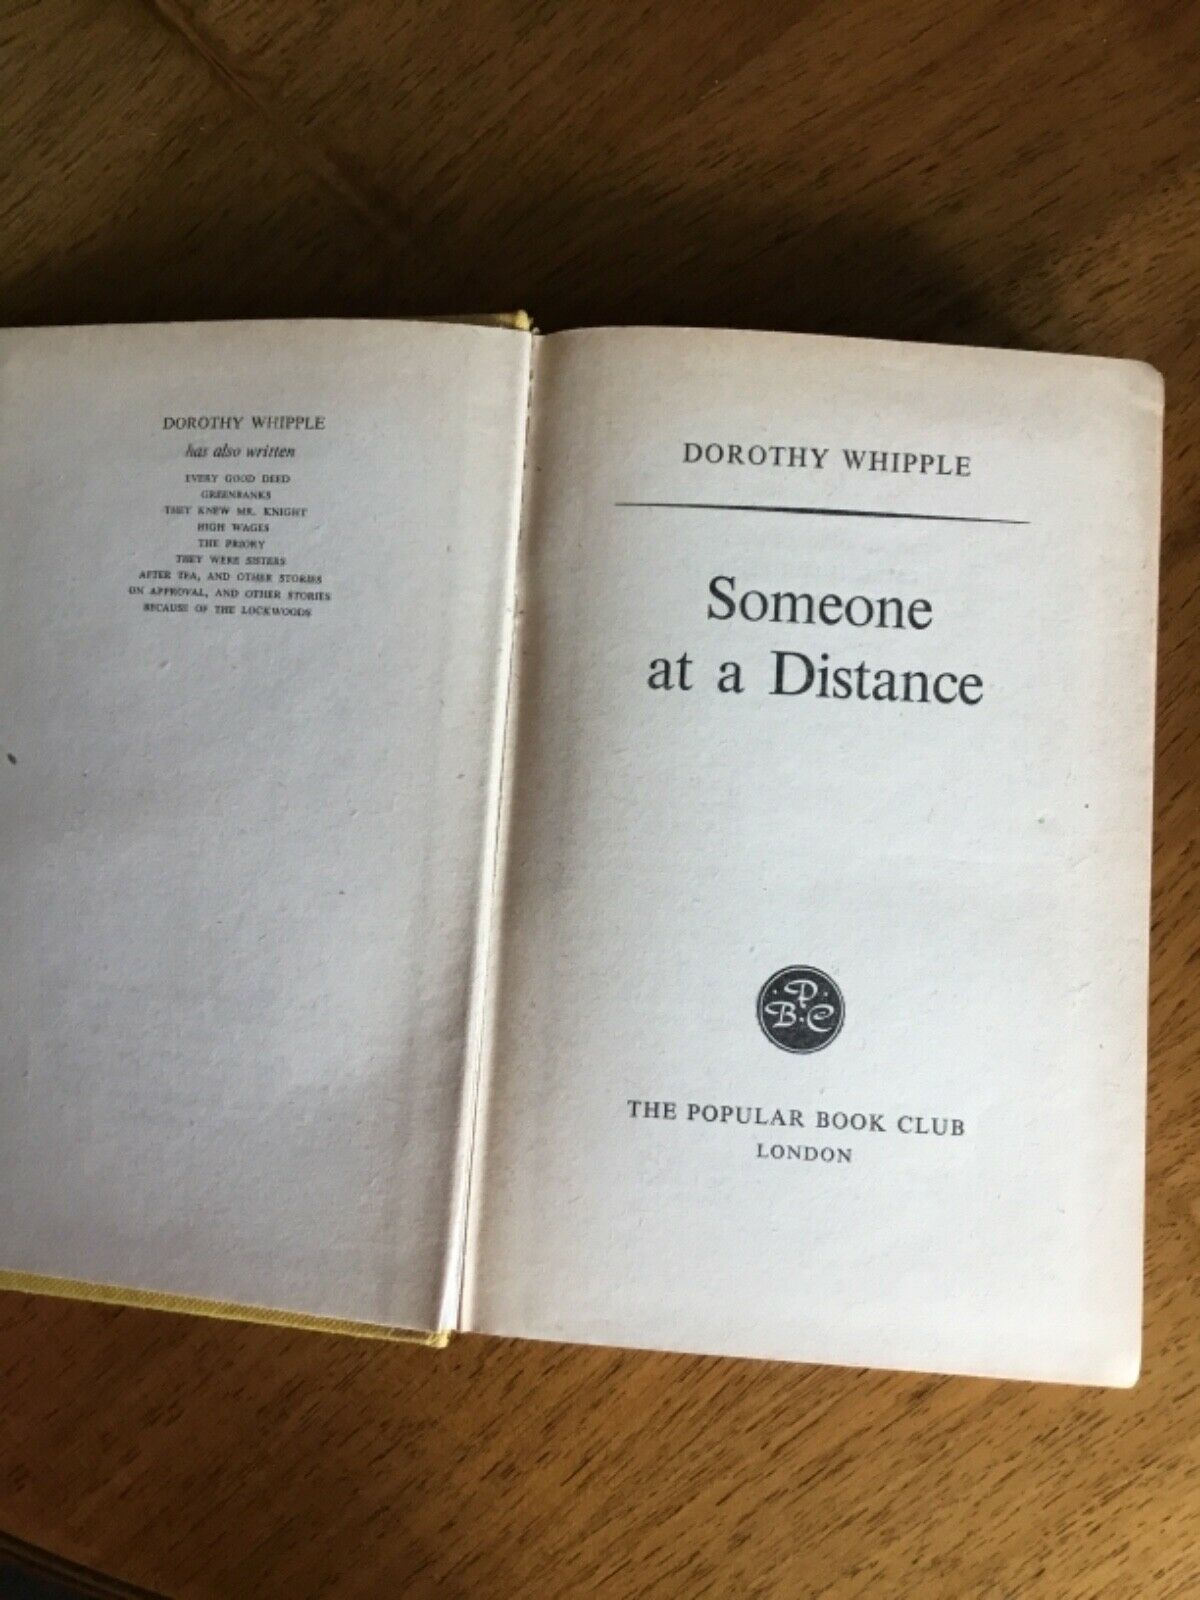 DOROTHY WHIPPLE
has also written
EVERY GOOD DEED
GREENBANKS
THEY KNEW MR. KNIGHT
HIGH WAGES
THE PRIORY
THEY WERE SISTERS
AFTER TEA, AND OTHER STORIES
ON APPROVAL, AND OTHER STORIES
BECAUSE OF THE LOCKWOODS
DOROTHY WHIPPLE
Someone
at a Distance
P.
B.C
THE POPULAR BOOK CLUB
LONDON